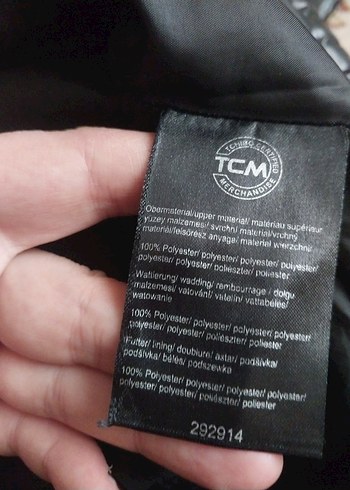 TCHIBO CERTIFIED
TCM
MERCHANDISE
Obermaterial/upper material/ matériau supérieur
yüzey malzemesi/ svrchní materiál/vrchný
materiál/felsőrész anyaga/ materiel wierzchni/
100% Polyester/ polyester/ polyester/ polyester/
polyester/ polyester/ poliészter/ poliester
Wattierung/ wadding/ rembourrage / dolgu
malzemesi/ vatování/ vatelín/ vattabélés/
watowanie
100% Polyester/ polyester/ polyester/ polyester/
polyester/ polyester/ poliészter/ poliester
Futter/ lining/ doublure/ astar/ podšívka/
podšívka/ bélés/ podszewka
100% Polyester/ polyester/ polyester/ polyester/
polyester/ polyester/ poliészter/ poliester
292914